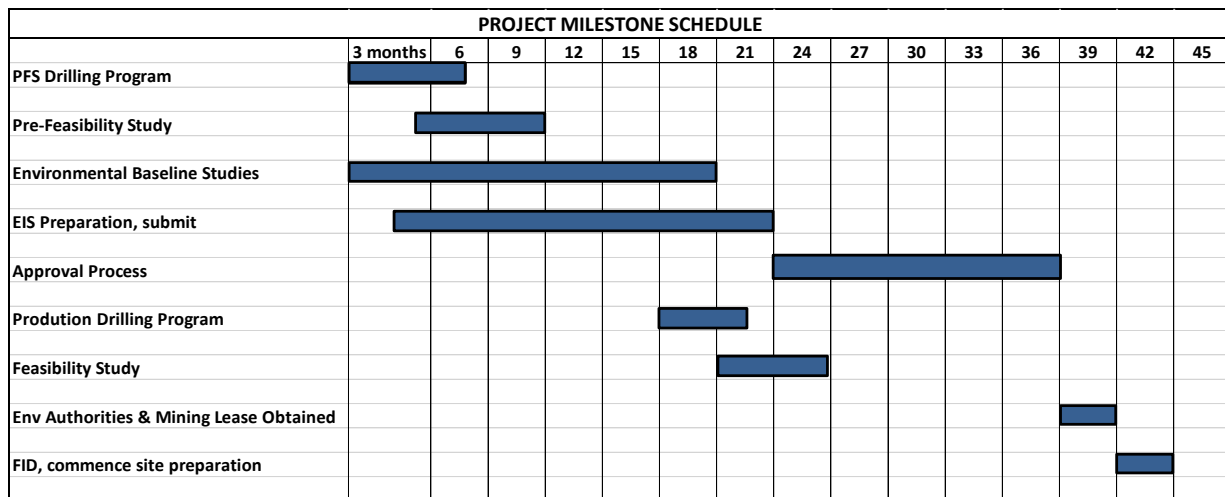 PROJECT MILESTONE SCHEDULE
3 months 6 9 12 15 18 21 24 27 30 33 36 39 42 45
PFS Drilling Program
Pre-Feasibility Study
Environmental Baseline Studies
EIS Preparation, submit
Approval Process
Prodution Drilling Program
Feasibility Study
Env Authorities & Mining Lease Obtained
FID, commence site preparation